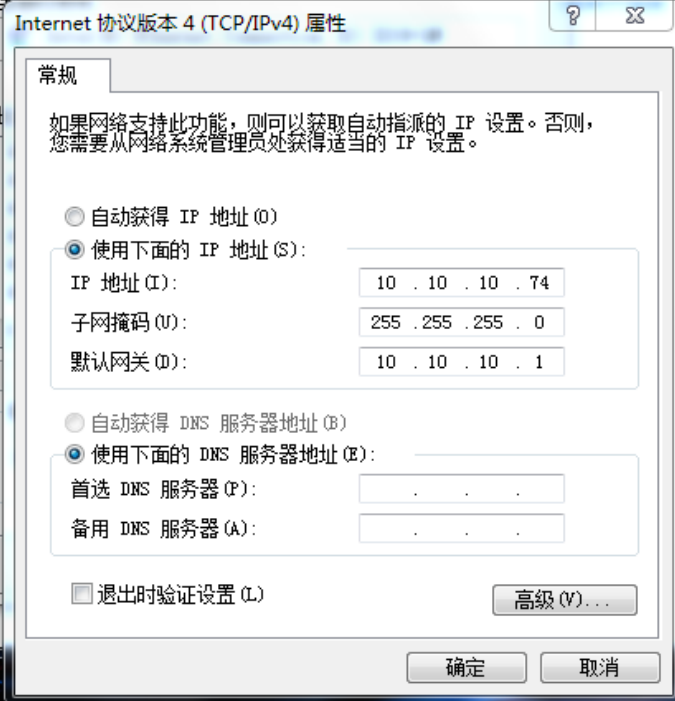 Internet 协议版本 4 (TCP/IPv4) 属性
常规
如果网络支持此功能，则可以获取自动指派的 IP 设置。否则，
您需要从网络系统管理员处获得适当的 IP 设置。
自动获得 IP 地址(O)
使用下面的 IP 地址(S):
IP 地址(I): 10 . 10 . 10 . 74
子网掩码(U): 255 .255 .255 . 0
默认网关(D): 10 . 10 . 10 . 1
自动获得 DNS 服务器地址(B)
使用下面的 DNS 服务器地址(E):
首选 DNS 服务器(P): . . .
备用 DNS 服务器(A): . . .
退出时验证设置(L)
高级(V)...
确定 取消